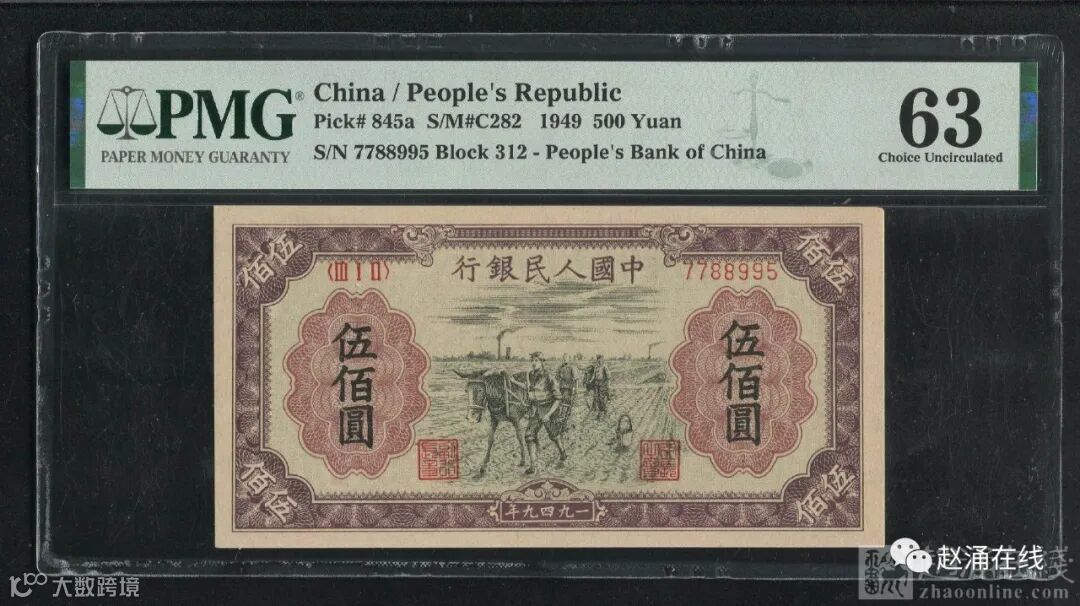 PMG®
PAPER MONEY GUARANTY
China / People's Republic
Pick# 845a S/M#C282 1949 500 Yuan
S/N 7788995 Block 312 - People's Bank of China
63
Choice Uncirculated
伍佰
佰伍
〈III I II〉
行銀民人國中
7788995
伍佰圓
伍佰圓
佰伍
伍佰
年九四九一
大数跨境
赵涌在线
zhaoonline.com